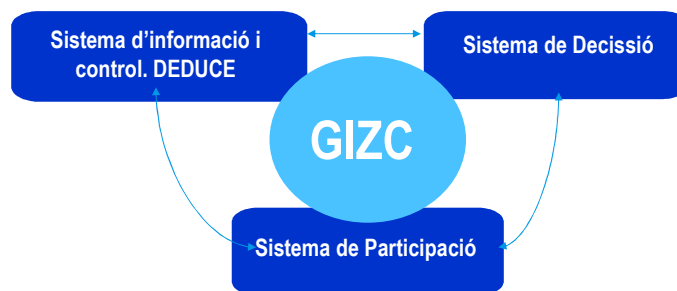 Sistema d’informació i
control. DEDUCE
Sistema de Decissió
GIZC
Sistema de Participació